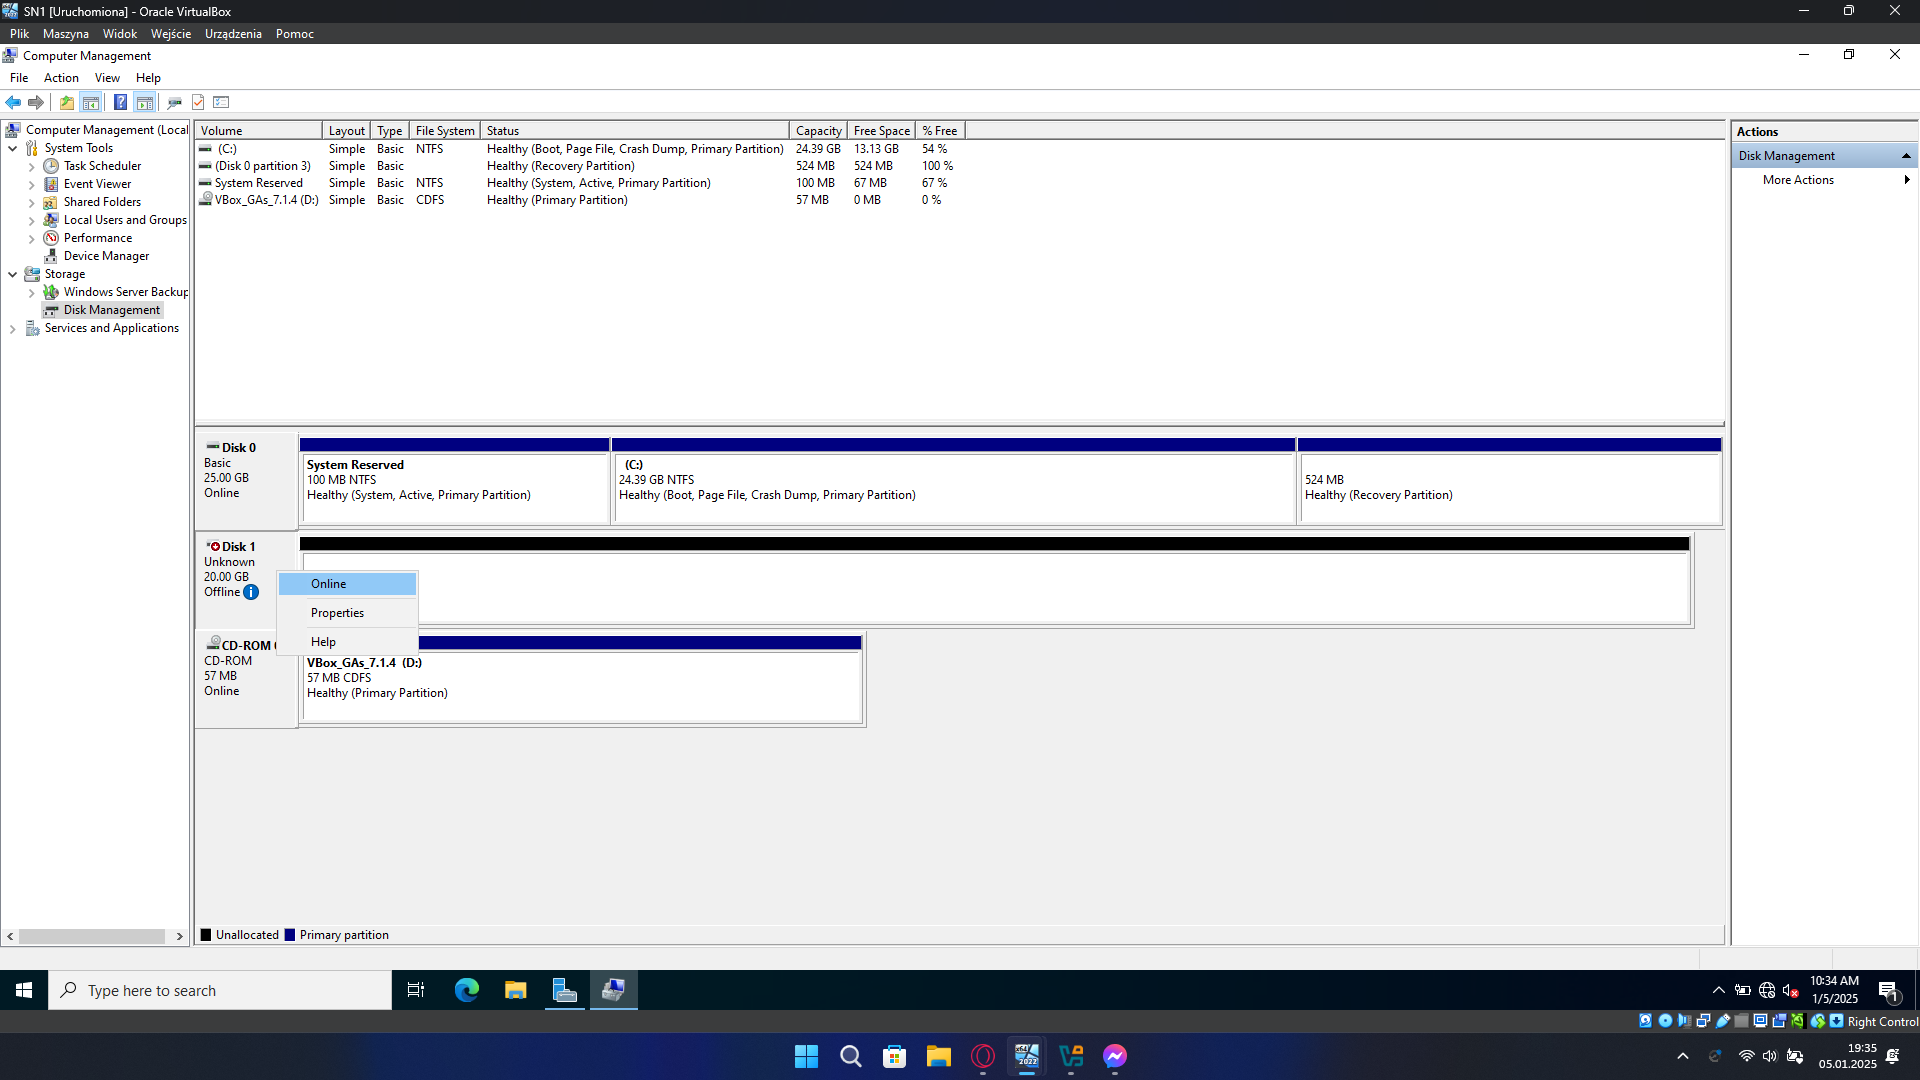 SN1 [Uruchomiona] - Oracle VirtualBox
Plik Maszyna Widok Wejście Urządzenia Pomoc
Computer Management
File Action View Help
Computer Management (Local
System Tools
Task Scheduler
Event Viewer
Shared Folders
Local Users and Groups
Performance
Device Manager
Storage
Windows Server Backup
Disk Management
Services and Applications
Volume Layout Type File System Status Capacity Free Space % Free
(C:) Simple Basic NTFS Healthy (Boot, Page File, Crash Dump, Primary Partition) 24.39 GB 13.13 GB 54 %
(Disk 0 partition 3) Simple Basic Healthy (Recovery Partition) 524 MB 524 MB 100 %
System Reserved Simple Basic NTFS Healthy (System, Active, Primary Partition) 100 MB 67 MB 67 %
VBox_GAs_7.1.4 (D:) Simple Basic CDFS Healthy (Primary Partition) 57 MB 0 MB 0 %
Disk 0
Basic
25.00 GB
Online
System Reserved
100 MB NTFS
Healthy (System, Active, Primary Partition)
(C:)
24.39 GB NTFS
Healthy (Boot, Page File, Crash Dump, Primary Partition)
524 MB
Healthy (Recovery Partition)
Disk 1
Unknown
20.00 GB
Offline
Online
Properties
Help
CD-ROM
CD-ROM
57 MB
Online
VBox_GAs_7.1.4 (D:)
57 MB CDFS
Healthy (Primary Partition)
Unallocated Primary partition
Actions
Disk Management
More Actions
Type here to search
10:34 AM
1/5/2025
1
Right Control
x64
2022
19:35
05.01.2025